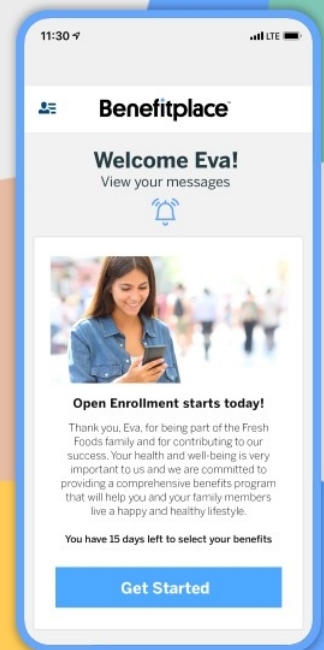 11:30 LTE
Benefitplace™
Welcome Eva!
View your messages
Open Enrollment starts today!
Thank you, Eva, for being part of the Fresh
Foods family and for contributing to our
success. Your health and well-being is very
important to us and we are committed to
providing a comprehensive benefits program
that will help you and your family members
live a happy and healthy lifestyle.
You have 15 days left to select your benefits
Get Started